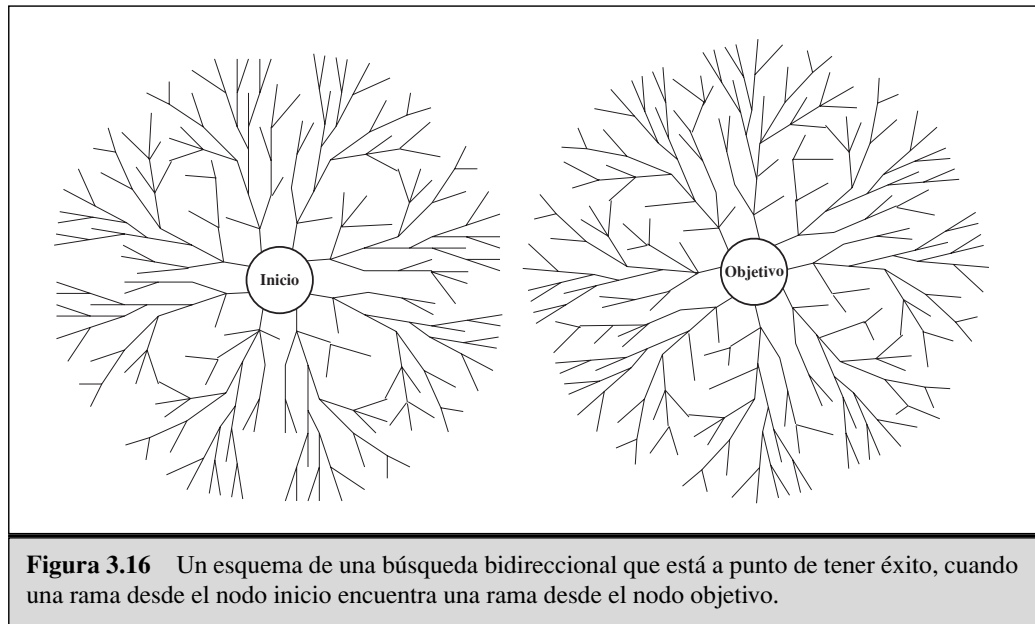 Inicio
Objetivo
Figura 3.16 Un esquema de una búsqueda bidireccional que está a punto de tener éxito, cuando
una rama desde el nodo inicio encuentra una rama desde el nodo objetivo.